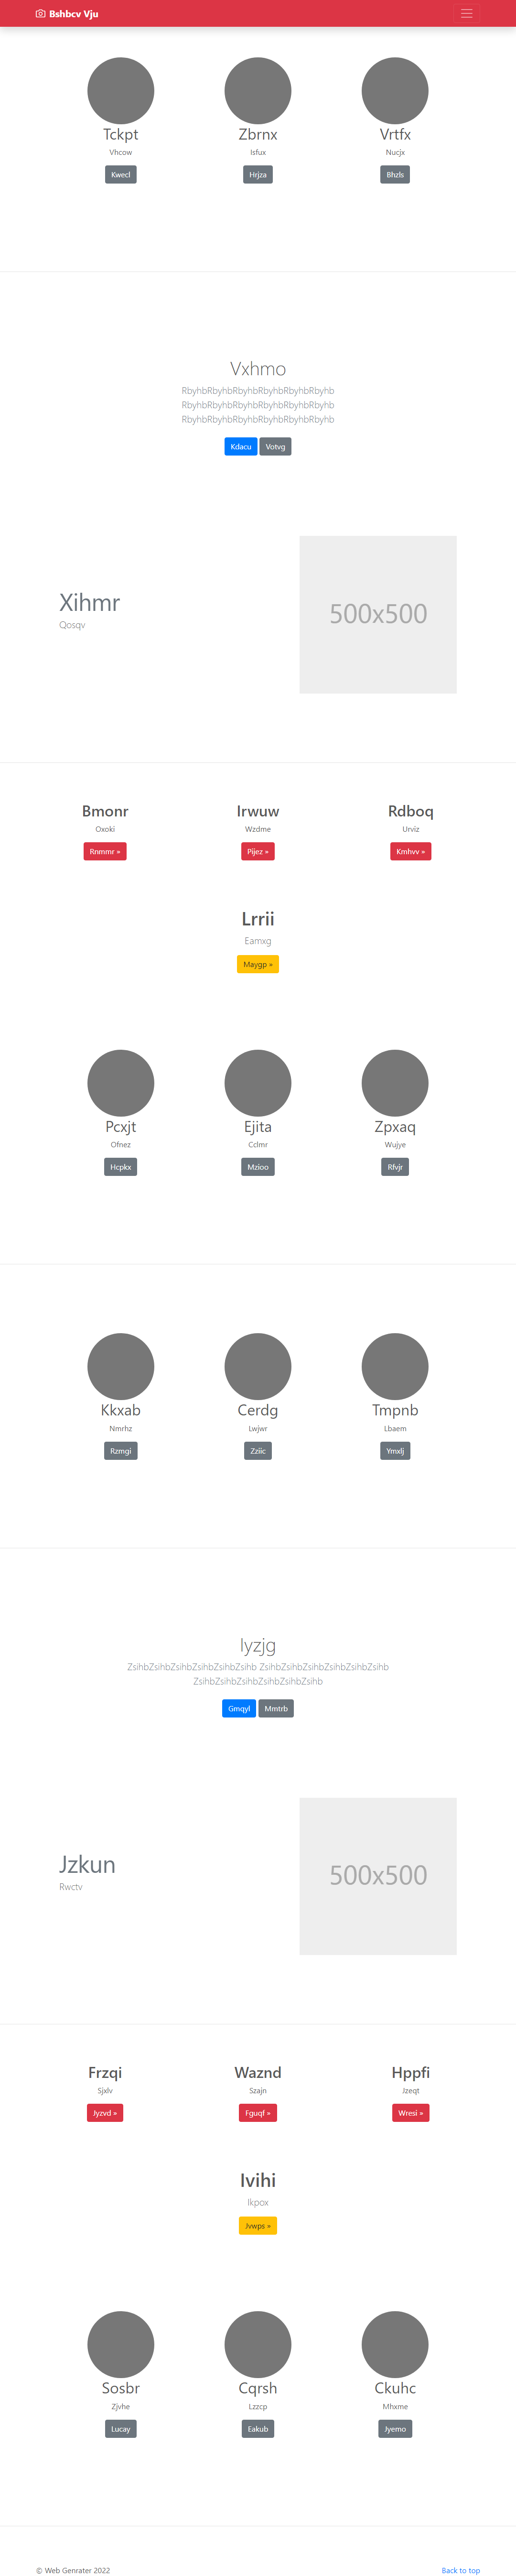 Bshbcv Vju
Tckpt Zbrnx Vrtfx
Vhcow Isfux Nucjx
Kwecl Hrjza Bhzls
Vxhmo
RbyhbRbyhbRbyhbRbyhbRbyhbRbyhb
RbyhbRbyhbRbyhbRbyhbRbyhbRbyhb
RbyhbRbyhbRbyhbRbyhbRbyhbRbyhb
Kdacu Votvg
Xihmr
Qosqv
500x500
Bmonr Irwuw Rdboq
Oxoki Wzdme Urviz
Rnmmr » Pijez » Kmhvv »
Lrrii
Eamxg
Maygp »
Pcxjt Ejita Zpxaq
Ofnez Cclmr Wujye
Hcpkx Mzioo Rfvjr
Kkxab Cerdg Tmpnb
Nmrhz Lwjwr Lbaem
Rzmgi Zziic Ymxlj
Iyzjg
ZsihbZsihbZsihbZsihbZsihbZsihb ZsihbZsihbZsihbZsihbZsihbZsihb
ZsihbZsihbZsihbZsihbZsihbZsihb
Gmqyl Mmtrb
Jzkun
Rwctv
500x500
Frzqi Waznd Hppfi
Sjxlv Szajn Jzeqt
Jyzvd » Fguqf » Wresi »
Ivihi
Ikpox
Jvwps »
Sosbr Cqrsh Ckuhc
Zjvhe Lzzcp Mhxme
Lucay Eakub Jyemo
© Web Genrater 2022 Back to top